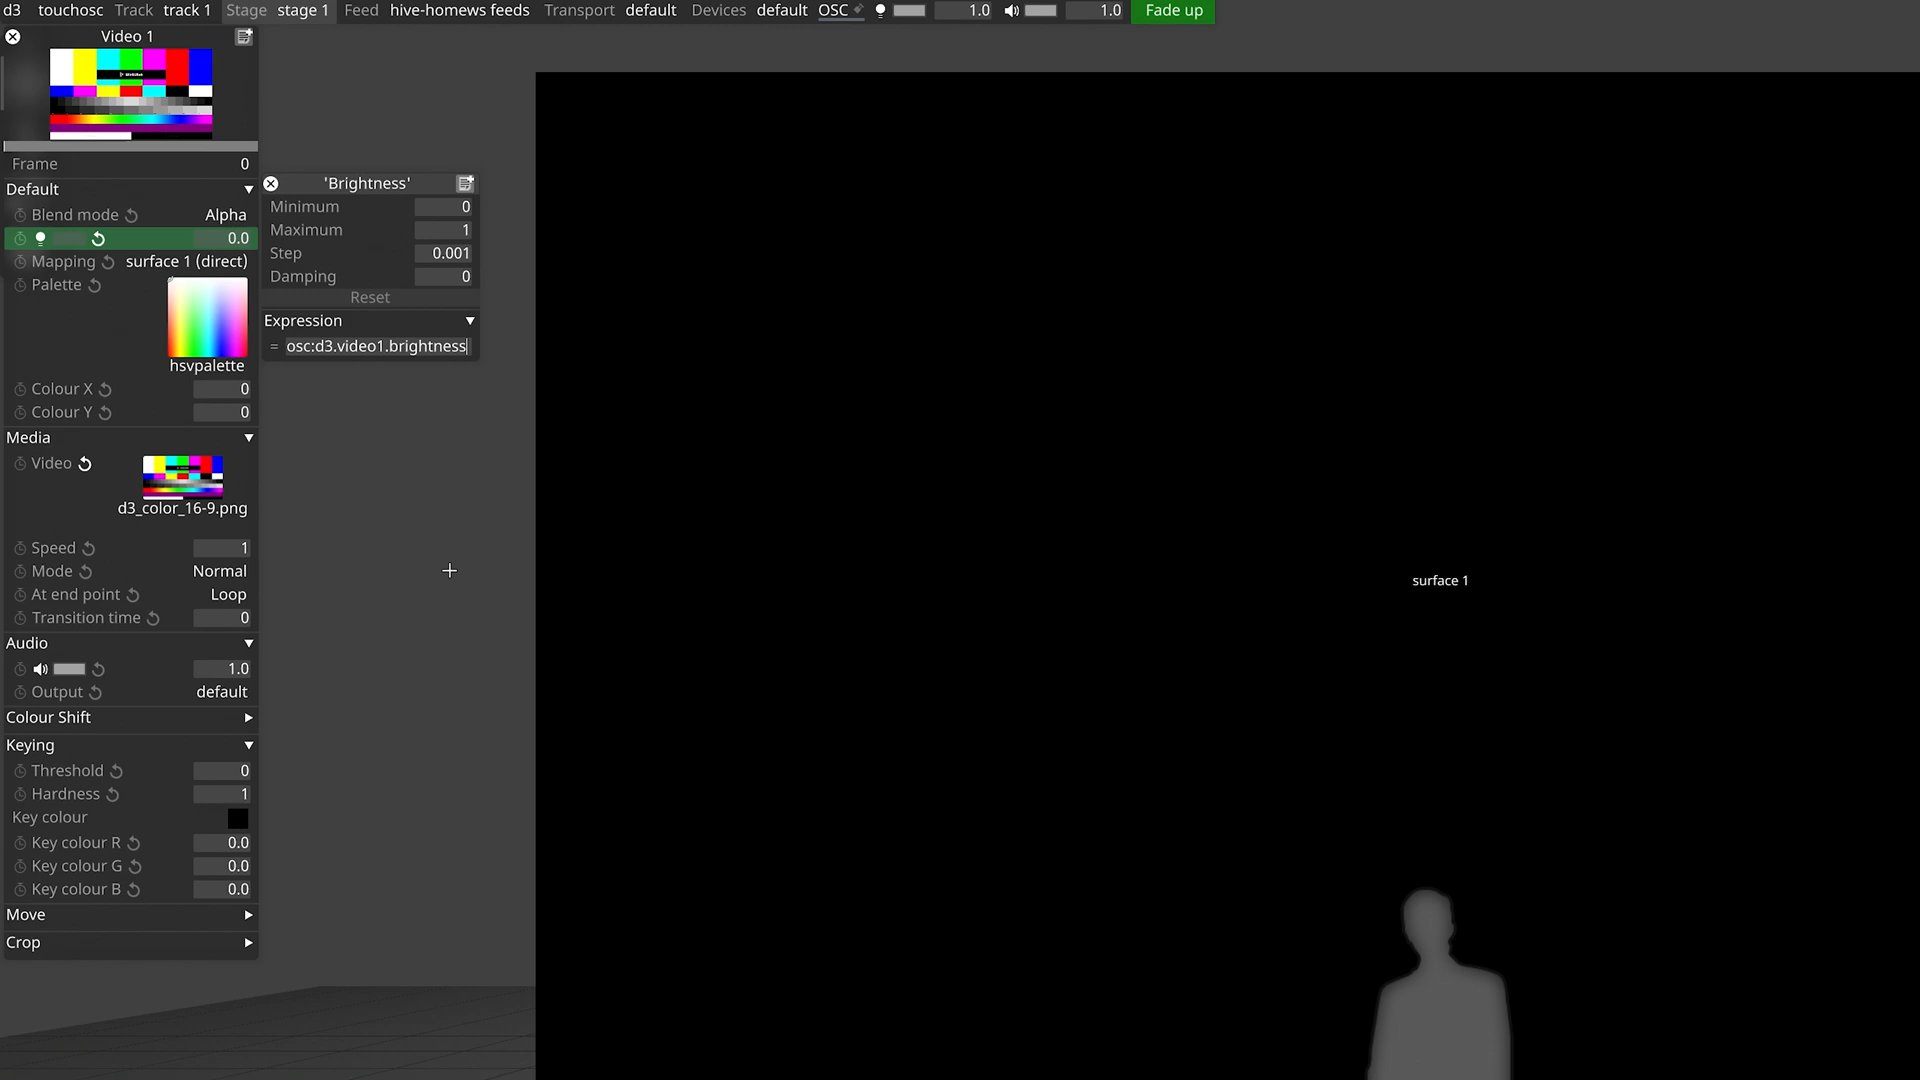 d3 touchosc Track track 1 Stage stage 1 Feed hive-homews feeds Transport default Devices default OSC 1.0 1.0 Fade up
Video 1
Frame 0
Default
Blend mode Alpha
0.0
Mapping surface 1 (direct)
Palette
hsvpalette
Colour X 0
Colour Y 0
Media
Video
d3_color_16-9.png
Speed 1
Mode Normal
At end point Loop
Transition time 0
Audio
1.0
Output default
Colour Shift
Keying
Threshold 0
Hardness 1
Key colour
Key colour R 0.0
Key colour G 0.0
Key colour B 0.0
Move
Crop
'Brightness'
Minimum 0
Maximum 1
Step 0.001
Damping 0
Reset
Expression
= osc:d3.video1.brightness
surface 1